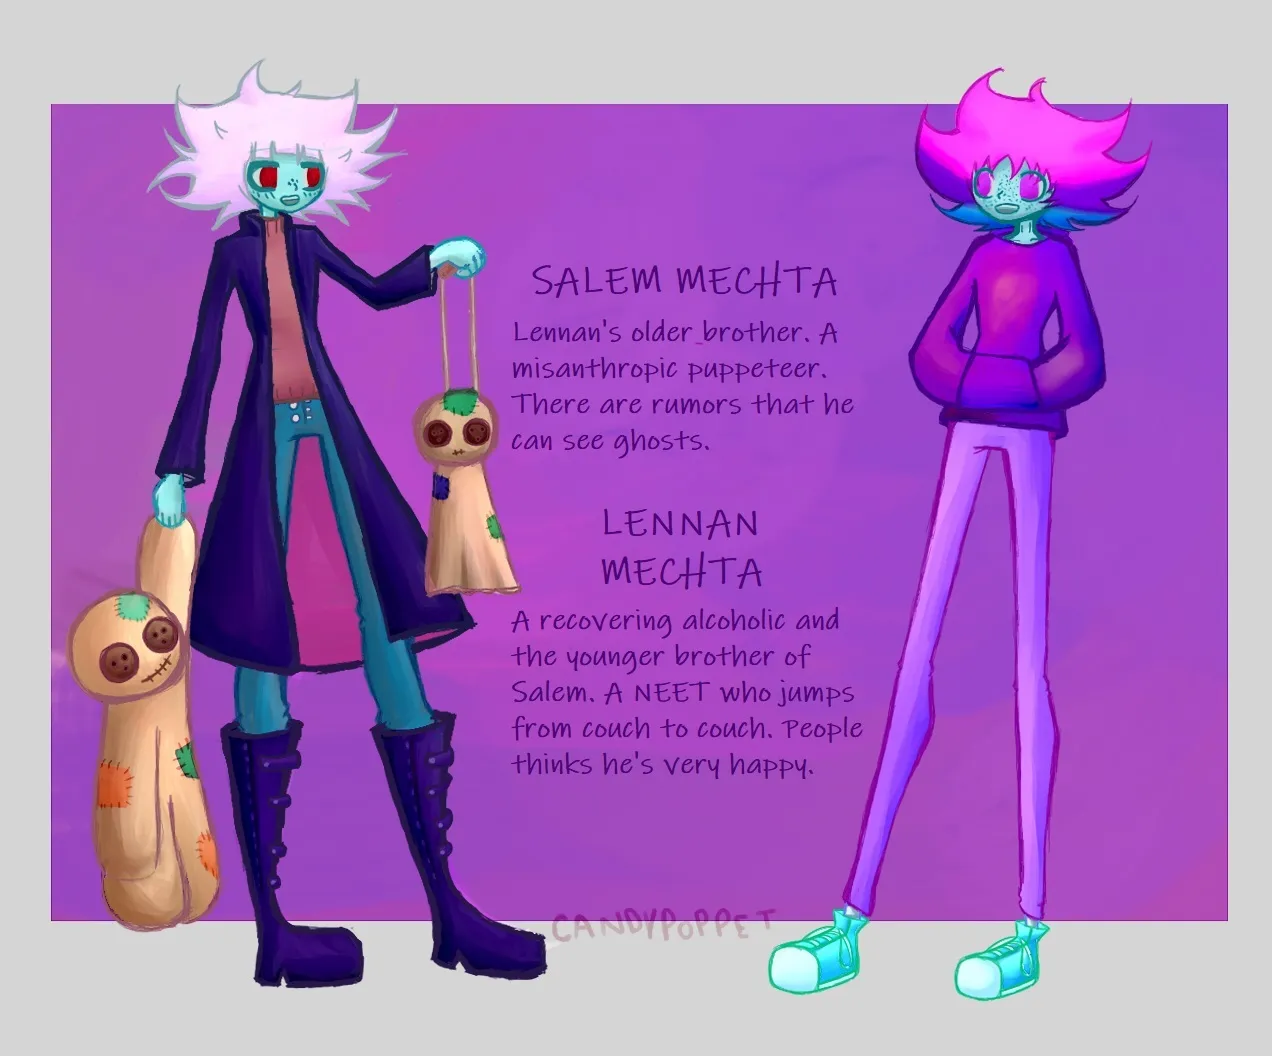 SALEM MECHTA
Lennan's older brother. A
misanthropic puppeteer.
There are rumors that he
can see ghosts.
LENNAN
MECHTA
A recovering alcoholic and
the younger brother of
Salem. A NEET who jumps
from couch to couch. People
thinks he's very happy.
CANDYPOPPET